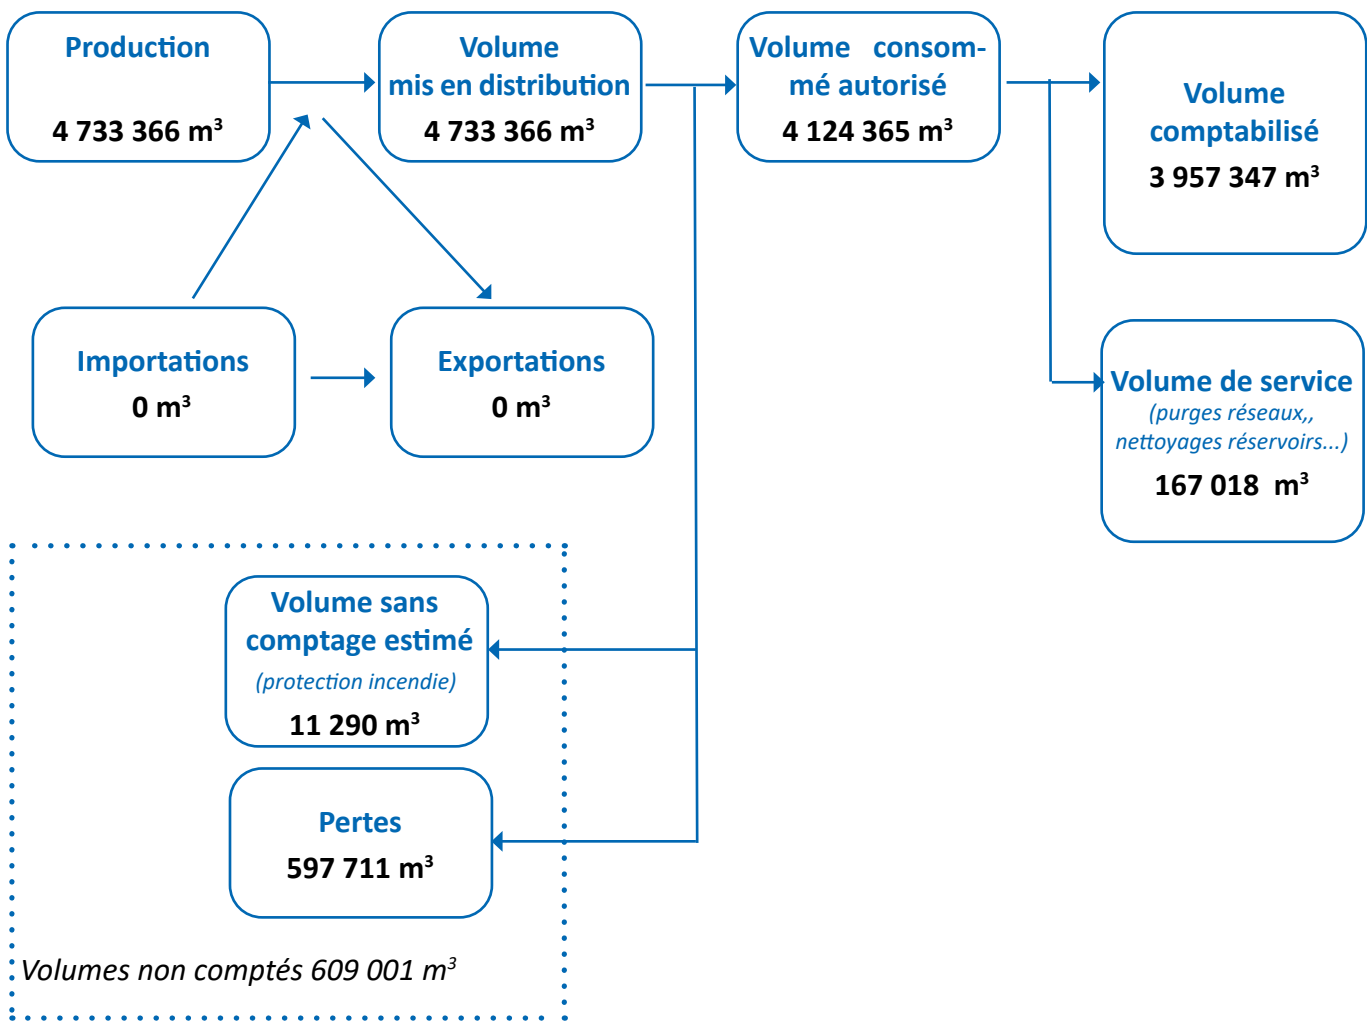 Production
4 733 366 m³
Volume
mis en distribution
4 733 366 m³
Volume consom-
mé autorisé
4 124 365 m³
Volume
comptabilisé
3 957 347 m³
Importations
0 m³
Exportations
0 m³
Volume de service
(purges réseaux,,
nettoyages réservoirs...)
167 018 m³
Volume sans
comptage estimé
(protection incendie)
11 290 m³
Pertes
597 711 m³
Volumes non comptés 609 001 m³